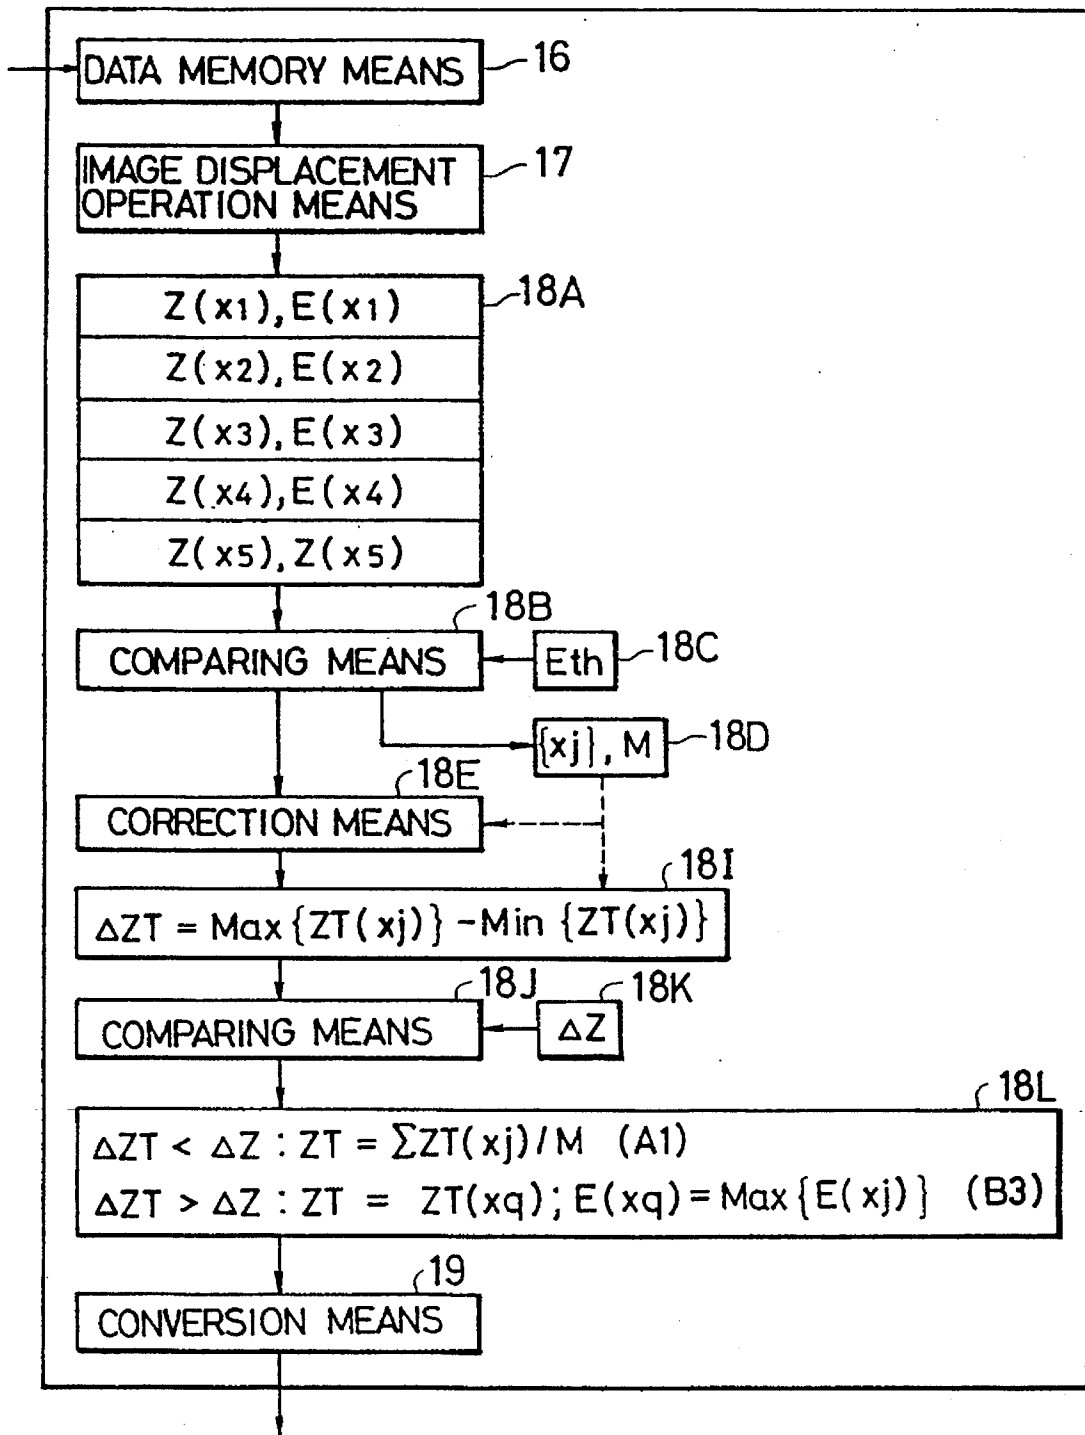 DATA MEMORY MEANS 16
IMAGE DISPLACEMENT
OPERATION MEANS 17
18A
Z(x1), E(x1)
Z(x2), E(x2)
Z(x3), E(x3)
Z(x4), E(x4)
Z(x5), Z(x5)
18B
COMPARING MEANS
Eth 18C
{xj}, M 18D
18E
CORRECTION MEANS
18I
ΔZT = Max {ZT(xj)} - Min {ZT(xj)}
18J
COMPARING MEANS
18K
ΔZ
18L
ΔZT < ΔZ : ZT = ΣZT(xj)/M (A1)
ΔZT > ΔZ : ZT = ZT(xq); E(xq) = Max {E(xj)} (B3)
19
CONVERSION MEANS